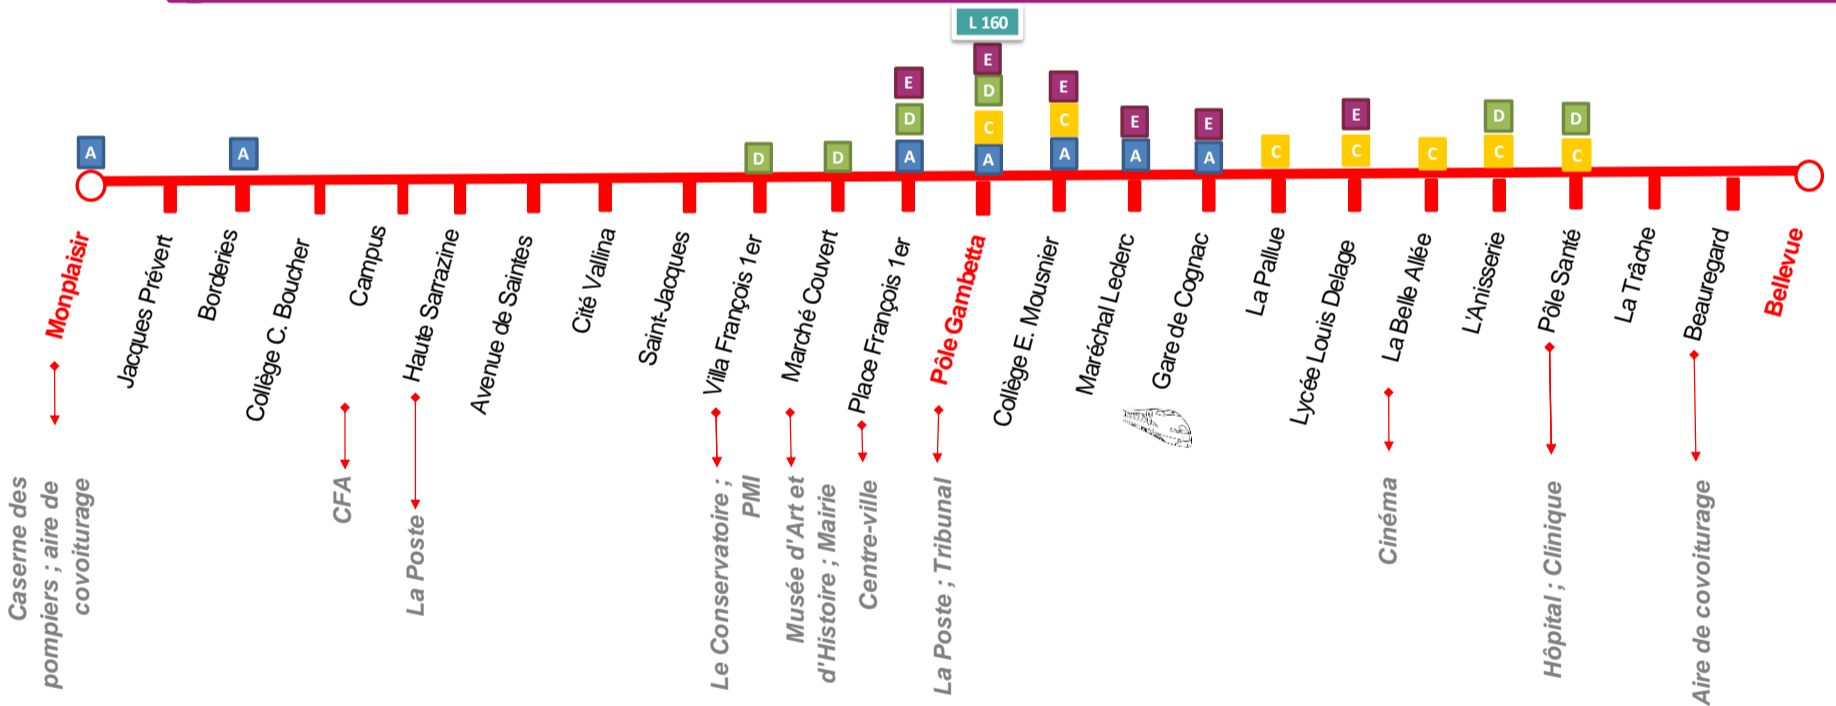 L 160
A
A
D
D
E
D
A
E
D
C
A
E
C
A
E
A
E
A
C
E
C
C
D
C
D
C
Monplaisir
Jacques Prévert
Borderies
Collège C. Boucher
Campus
Haute Sarrazine
Avenue de Saintes
Cité Vallina
Saint-Jacques
Villa François 1er
Marché Couvert
Place François 1er
Pôle Gambetta
Collège E. Mousnier
Maréchal Leclerc
Gare de Cognac
La Pallue
Lycée Louis Delage
La Belle Allée
L'Anisserie
Pôle Santé
La Trâche
Beauregard
Bellevue
Caserne des
pompiers ; aire de
covoiturage
CFA
La Poste
Le Conservatoire ;
PMI
Musée d'Art et
d'Histoire ; Mairie
Centre-ville
La Poste ; Tribunal
Cinéma
Hôpital ; Clinique
Aire de covoiturage